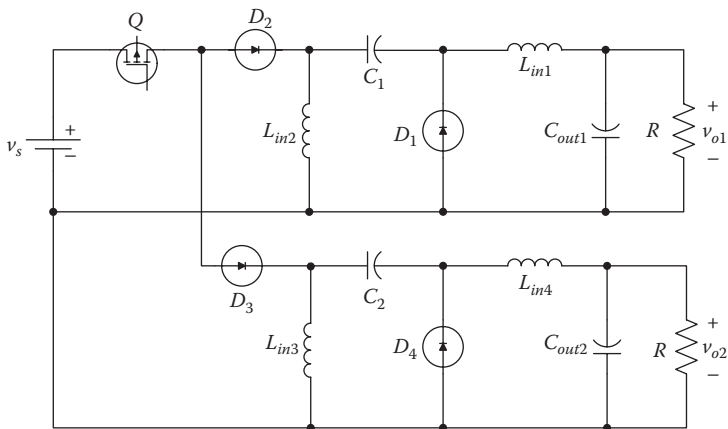 Q
D2
C1
Lin1
+
vs
−
Lin2
D1
Cout1
R
+
vo1
−
D3
C2
Lin4
Lin3
D4
Cout2
R
+
vo2
−